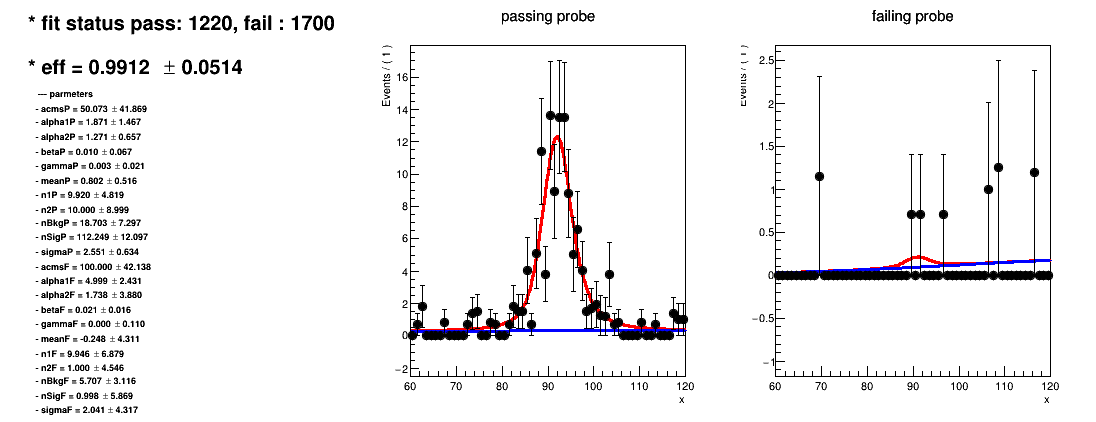 * fit status pass: 1220, fail : 1700
* eff = 0.9912 ± 0.0514
--- parmeters
- acmsP = 50.073 ± 41.869
- alpha1P = 1.871 ± 1.467
- alpha2P = 1.271 ± 0.657
- betaP = 0.010 ± 0.067
- gammaP = 0.003 ± 0.021
- meanP = 0.802 ± 0.516
- n1P = 9.920 ± 4.819
- n2P = 10.000 ± 8.999
- nBkgP = 18.703 ± 7.297
- nSigP = 112.249 ± 12.097
- sigmaP = 2.551 ± 0.634
- acmsF = 100.000 ± 42.138
- alpha1F = 4.999 ± 2.431
- alpha2F = 1.738 ± 3.880
- betaF = 0.021 ± 0.016
- gammaF = 0.000 ± 0.110
- meanF = -0.248 ± 4.311
- n1F = 9.946 ± 6.879
- n2F = 1.000 ± 4.546
- nBkgF = 5.707 ± 3.116
- nSigF = 0.998 ± 5.869
- sigmaF = 2.041 ± 4.317
passing probe
Events / ( 1 )
16
14
12
10
8
6
4
2
0
−2
60 70 80 90 100 110 120
x
failing probe
Events / ( 1 )
2.5
2
1.5
1
0.5
0
−0.5
−1
60 70 80 90 100 110 120
x